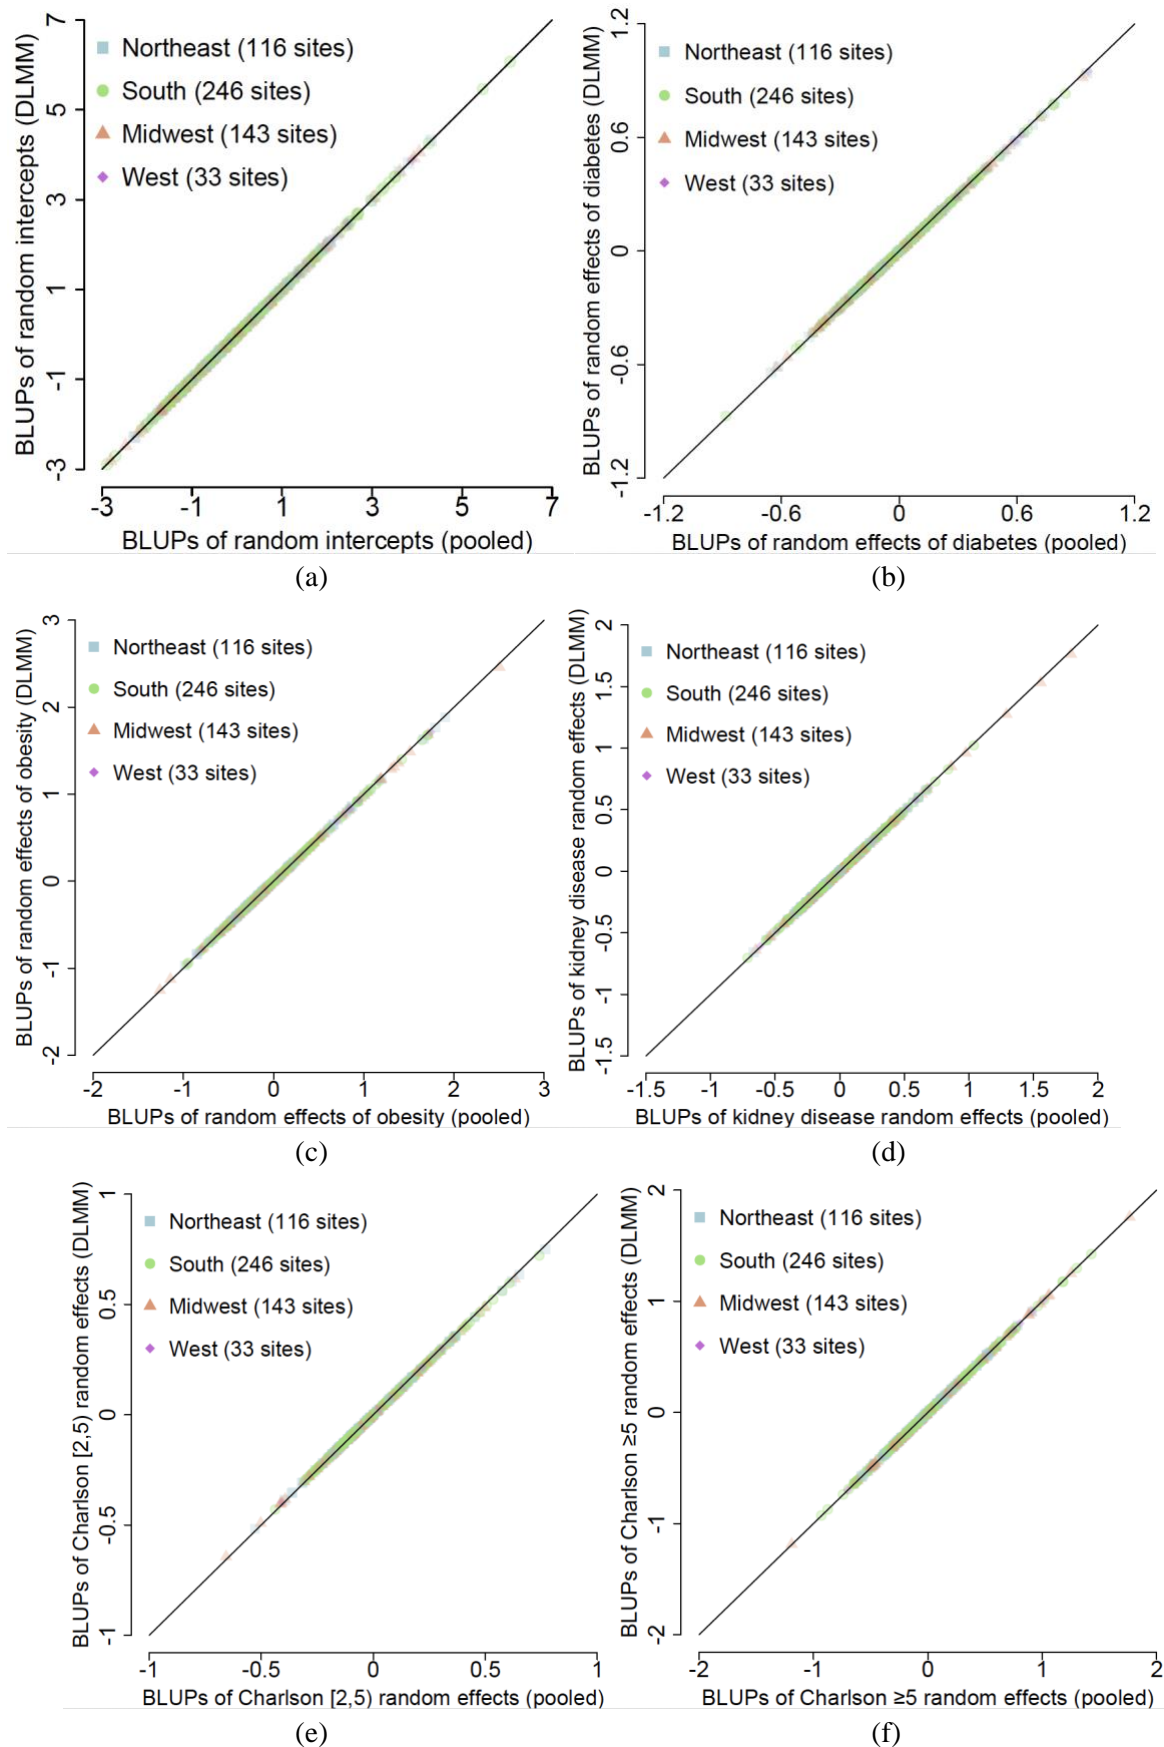 BLUPs of random intercepts (DLMM)
7
5
3
1
-1
-3
Northeast (116 sites)
South (246 sites)
Midwest (143 sites)
West (33 sites)
-3 -1 1 3 5 7
BLUPs of random intercepts (pooled)
(a)
BLUPs of random effects of diabetes (DLMM)
1.2
0.6
0
-0.6
-1.2
Northeast (116 sites)
South (246 sites)
Midwest (143 sites)
West (33 sites)
-1.2 -0.6 0 0.6 1.2
BLUPs of random effects of diabetes (pooled)
(b)
BLUPs of random effects of obesity (DLMM)
3
2
1
0
-1
-2
Northeast (116 sites)
South (246 sites)
Midwest (143 sites)
West (33 sites)
-2 -1 0 1 2 3
BLUPs of random effects of obesity (pooled)
(c)
BLUPs of kidney disease random effects (DLMM)
2
1.5
1
0.5
0
-0.5
-1
-1.5
Northeast (116 sites)
South (246 sites)
Midwest (143 sites)
West (33 sites)
-1.5 -1 -0.5 0 0.5 1 1.5 2
BLUPs of kidney disease random effects (pooled)
(d)
BLUPs of Charlson [2,5) random effects (DLMM)
1
0.5
0
-0.5
-1
Northeast (116 sites)
South (246 sites)
Midwest (143 sites)
West (33 sites)
-1 -0.5 0 0.5 1
BLUPs of Charlson [2,5) random effects (pooled)
(e)
BLUPs of Charlson ≥5 random effects (DLMM)
2
1
0
-1
-2
Northeast (116 sites)
South (246 sites)
Midwest (143 sites)
West (33 sites)
-2 -1 0 1 2
BLUPs of Charlson ≥5 random effects (pooled)
(f)